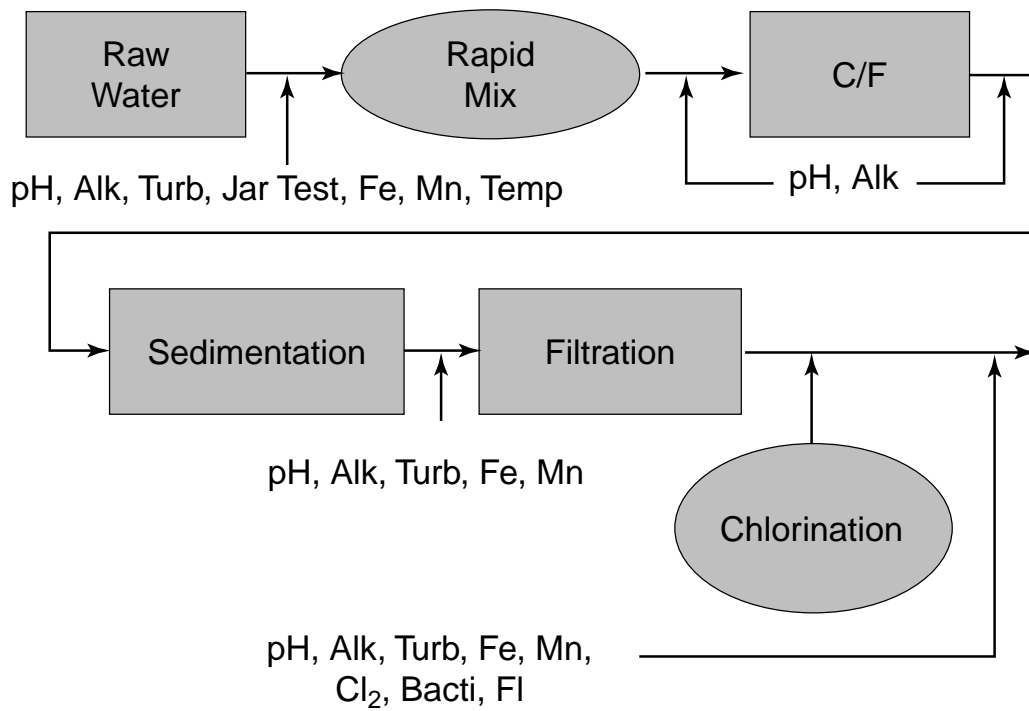 Raw
Water
Rapid
Mix
C/F
pH, Alk, Turb, Jar Test, Fe, Mn, Temp
pH, Alk
Sedimentation
Filtration
pH, Alk, Turb, Fe, Mn
Chlorination
pH, Alk, Turb, Fe, Mn,
Cl₂, Bacti, Fl